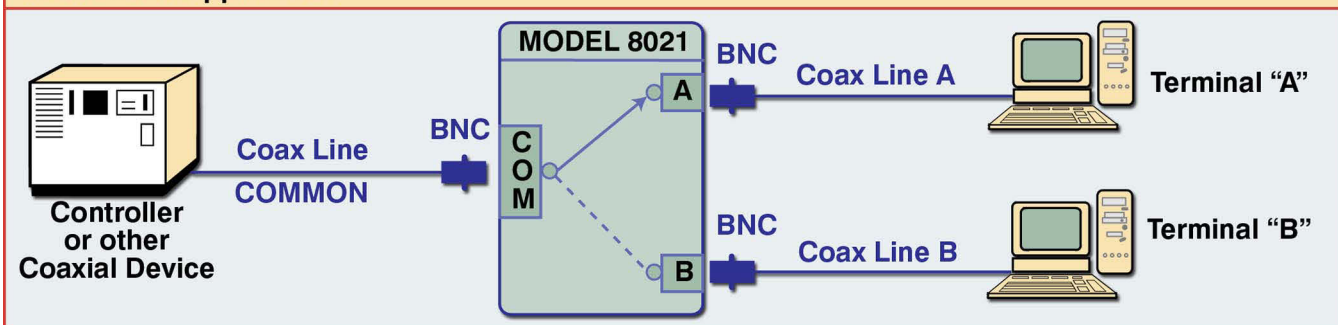 MODEL 8021
BNC
A
Coax Line A
Terminal “A”
BNC
COM
Coax Line
COMMON
Controller
or other
Coaxial Device
BNC
B
Coax Line B
Terminal “B”